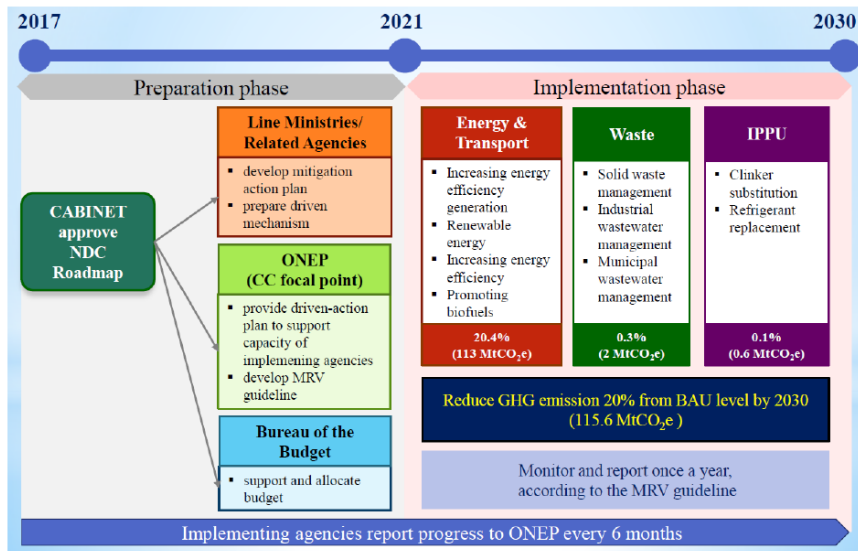 2017
2021
2030
Preparation phase
Implementation phase
CABINET
approve
NDC
Roadmap
Line Ministries/
Related Agencies
▪ develop mitigation
action plan
▪ prepare driven
mechanism
ONEP
(CC focal point)
▪ provide driven-action
plan to support
capacity of
implemening agencies
▪ develop MRV
guideline
Bureau of the
Budget
▪ support and allocate
budget
Energy &
Transport
▪ Increasing energy
efficiency
generation
▪ Renewable
energy
▪ Increasing energy
efficiency
▪ Promoting
biofuels
20.4%
(113 MtCO₂e)
Waste
▪ Solid waste
management
▪ Industrial
wastewater
management
▪ Municipal
wastewater
management
0.3%
(2 MtCO₂e)
IPPU
▪ Clinker
substitution
▪ Refrigerant
replacement
0.1%
(0.6 MtCO₂e)
Reduce GHG emission 20% from BAU level by 2030
(115.6 MtCO₂e )
Monitor and report once a year,
according to the MRV guideline
Implementing agencies report progress to ONEP every 6 months